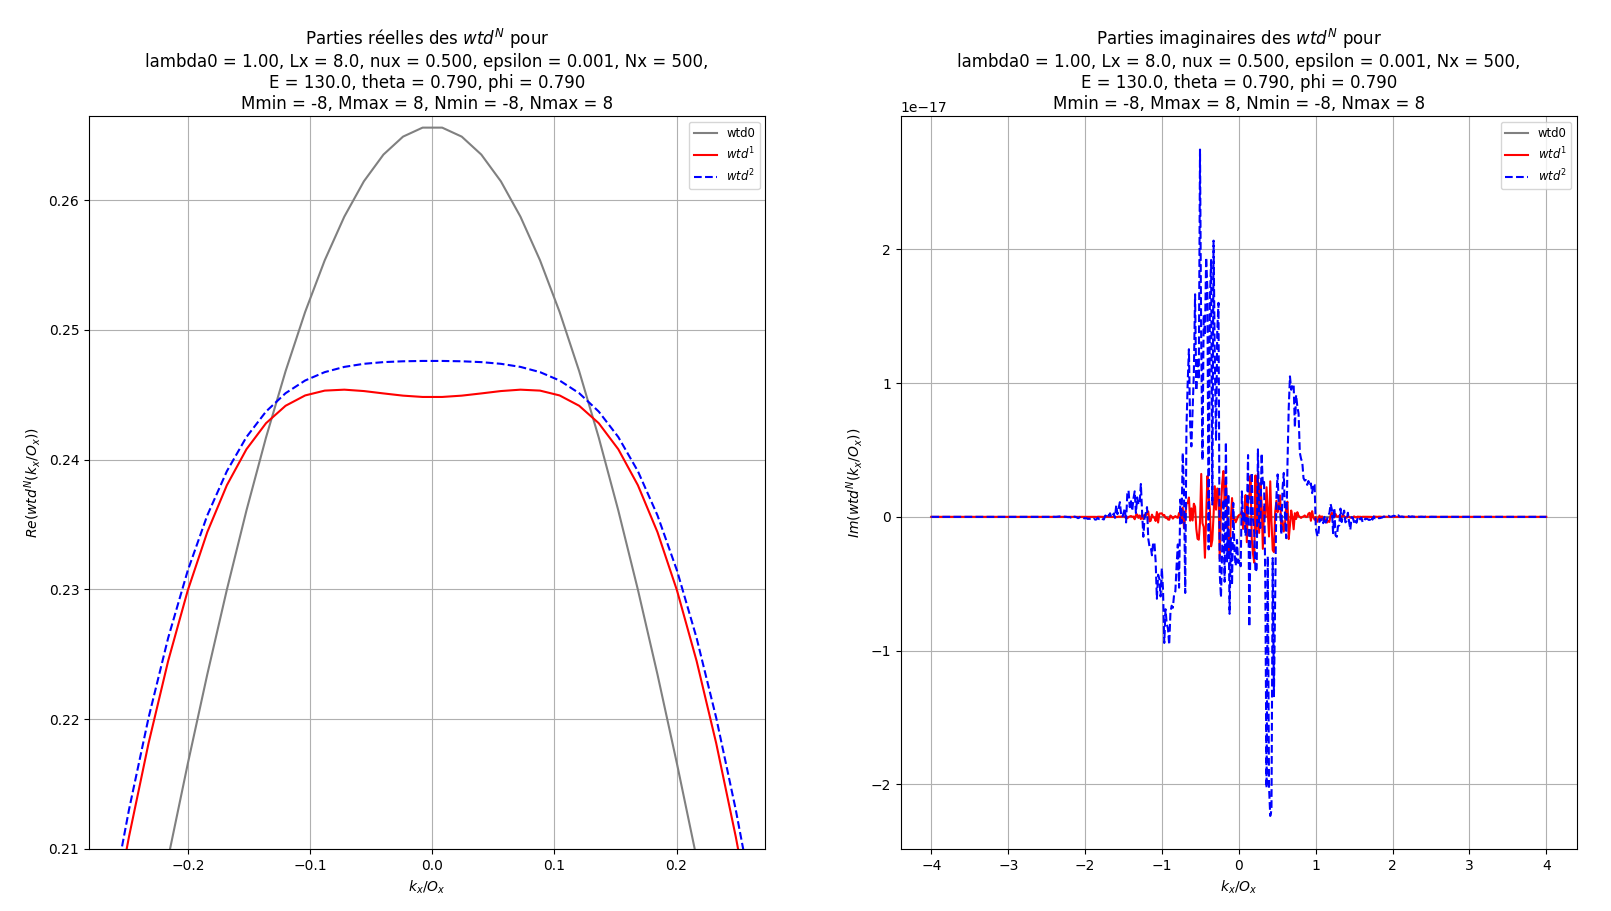 Parties réelles des wtd^N pour
lambda0 = 1.00, Lx = 8.0, nux = 0.500, epsilon = 0.001, Nx = 500,
E = 130.0, theta = 0.790, phi = 0.790
Mmin = -8, Mmax = 8, Nmin = -8, Nmax = 8
wtd0
wtd^1
wtd^2
0.26
0.25
0.24
0.23
0.22
0.21
Re(wtd^N(k_x/O_x))
−0.2
−0.1
0.0
0.1
0.2
k_x/O_x
Parties imaginaires des wtd^N pour
lambda0 = 1.00, Lx = 8.0, nux = 0.500, epsilon = 0.001, Nx = 500,
E = 130.0, theta = 0.790, phi = 0.790
Mmin = -8, Mmax = 8, Nmin = -8, Nmax = 8
1e−17
wtd0
wtd^1
wtd^2
2
1
0
−1
−2
Im(wtd^N(k_x/O_x))
−4
−3
−2
−1
0
1
2
3
4
k_x/O_x